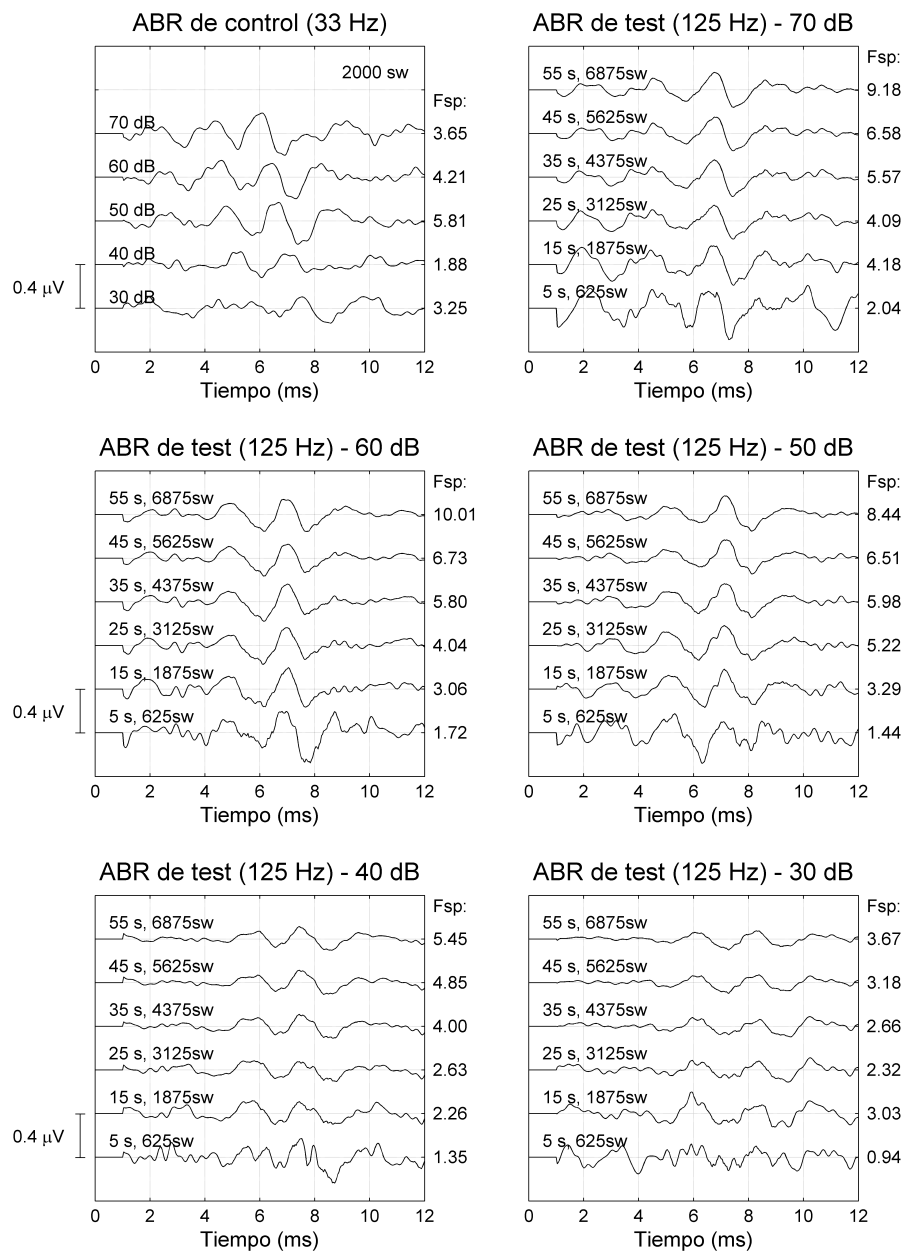 ABR de control (33 Hz)
2000 sw
Fsp:
70 dB
3.65
60 dB
4.21
50 dB
5.81
40 dB
1.88
30 dB
3.25
0.4 μV
0 2 4 6 8 10 12
Tiempo (ms)
ABR de test (125 Hz) - 70 dB
Fsp:
55 s, 6875sw
9.18
45 s, 5625sw
6.58
35 s, 4375sw
5.57
25 s, 3125sw
4.09
15 s, 1875sw
4.18
5 s, 625sw
2.04
0 2 4 6 8 10 12
Tiempo (ms)
ABR de test (125 Hz) - 60 dB
Fsp:
55 s, 6875sw
10.01
45 s, 5625sw
6.73
35 s, 4375sw
5.80
25 s, 3125sw
4.04
15 s, 1875sw
3.06
5 s, 625sw
1.72
0.4 μV
0 2 4 6 8 10 12
Tiempo (ms)
ABR de test (125 Hz) - 50 dB
Fsp:
55 s, 6875sw
8.44
45 s, 5625sw
6.51
35 s, 4375sw
5.98
25 s, 3125sw
5.22
15 s, 1875sw
3.29
5 s, 625sw
1.44
0 2 4 6 8 10 12
Tiempo (ms)
ABR de test (125 Hz) - 40 dB
Fsp:
55 s, 6875sw
5.45
45 s, 5625sw
4.85
35 s, 4375sw
4.00
25 s, 3125sw
2.63
15 s, 1875sw
2.26
5 s, 625sw
1.35
0.4 μV
0 2 4 6 8 10 12
Tiempo (ms)
ABR de test (125 Hz) - 30 dB
Fsp:
55 s, 6875sw
3.67
45 s, 5625sw
3.18
35 s, 4375sw
2.66
25 s, 3125sw
2.32
15 s, 1875sw
3.03
5 s, 625sw
0.94
0 2 4 6 8 10 12
Tiempo (ms)